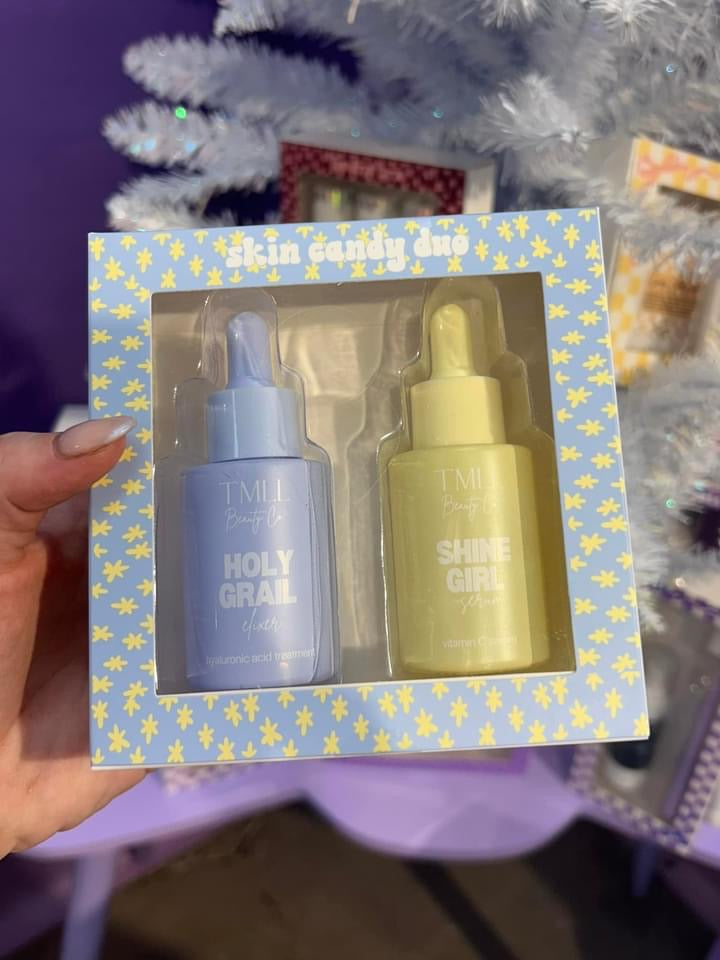 skin candy duo
TMLL
Beauty Co
HOLY
GRAIL
elixer
hyaluronic acid treatment
TMLL
Beauty Co
SHINE
GIRL
serum
vitamin C serum